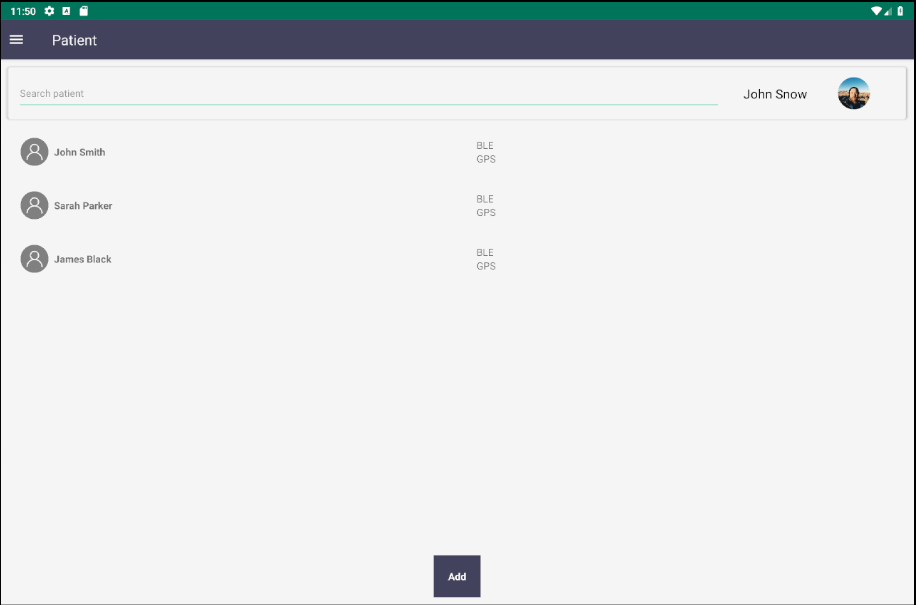 11:50
Patient
Search patient
John Snow
John Smith
BLE
GPS
Sarah Parker
BLE
GPS
James Black
BLE
GPS
Add